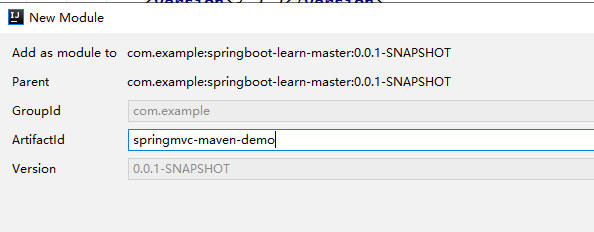 New Module
Add as module to com.example:springboot-learn-master:0.0.1-SNAPSHOT
Parent com.example:springboot-learn-master:0.0.1-SNAPSHOT
GroupId com.example
ArtifactId springmvc-maven-demo
Version 0.0.1-SNAPSHOT